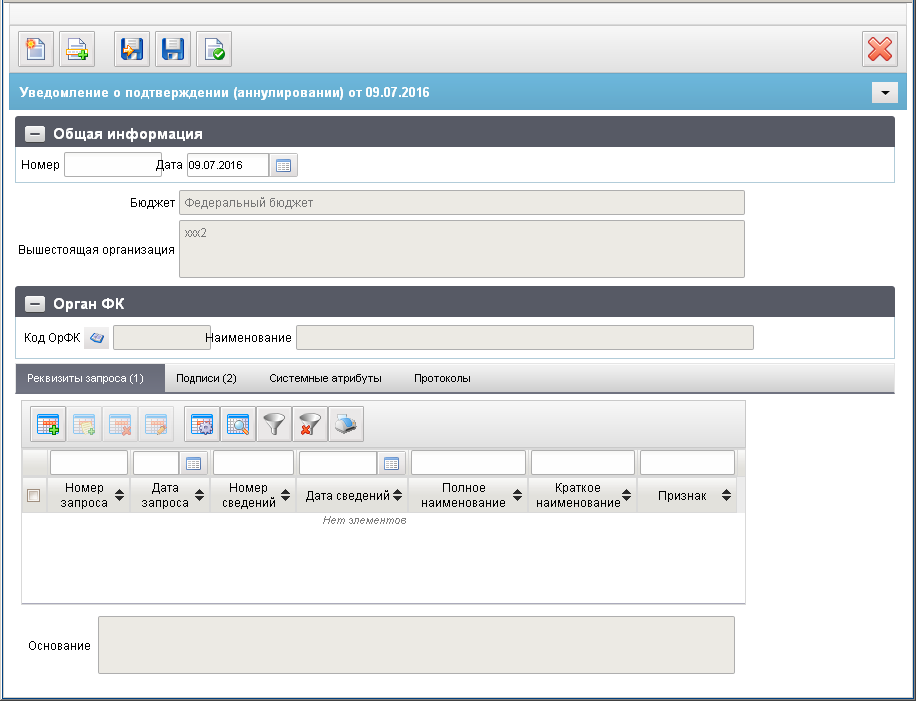 Уведомление о подтверждении (аннулировании) от 09.07.2016
Общая информация
Номер Дата 09.07.2016
Бюджет Федеральный бюджет
Вышестоящая организация xxx2
Орган ФК
Код ОрФК Наименование
Реквизиты запроса (1) Подписи (2) Системные атрибуты Протоколы
Номер запроса Дата запроса Номер сведений Дата сведений Полное наименование Краткое наименование Признак
Нет элементов
Основание